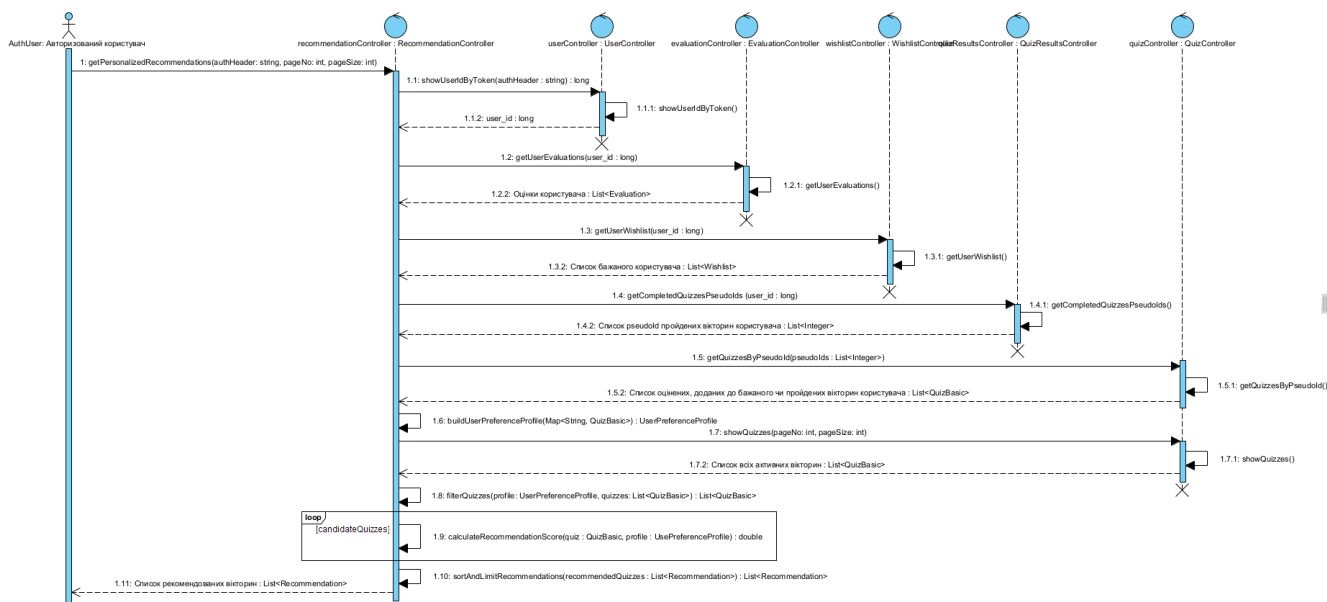 AuthUser: Авторизований користувач
recommendationController : RecommendationController
userController : UserController
evaluationController : EvaluationController
wishlistController : WishlistController
quizResultsController : QuizResultsController
quizController : QuizController
1: getPersonalizedRecommendations(authHeader: string, pageNo: int, pageSize: int)
1.1: showUserIdByToken(authHeader : string) : long
1.1.1: showUserIdByToken()
1.1.2: user_id : long
1.2: getUserEvaluations(user_id : long)
1.2.1: getUserEvaluations()
1.2.2: Оцінки користувача : List<Evaluation>
1.3: getUserWishlist(user_id : long)
1.3.1: getUserWishlist()
1.3.2: Список бажаного користувача : List<Wishlist>
1.4: getCompletedQuizzesPseudoIds (user_id : long)
1.4.1: getCompletedQuizzesPseudoIds()
1.4.2: Список pseudoId пройдених вікторин користувача : List<Integer>
1.5: getQuizzesByPseudoId(pseudoIds : List<Integer>)
1.5.1: getQuizzesByPseudoId()
1.5.2: Список оцінених, доданих до бажаного чи пройдених вікторин користувача : List<QuizBasic>
1.6: buildUserPreferenceProfile(Map<String, QuizBasic>) : UserPreferenceProfile
1.7: showQuizzes(pageNo: int, pageSize: int)
1.7.1: showQuizzes()
1.7.2: Список всіх активних вікторин : List<QuizBasic>
1.8: filterQuizzes(profile: UserPreferenceProfile, quizzes: List<QuizBasic>) : List<QuizBasic>
loop
[candidateQuizzes]
1.9: calculateRecommendationScore(quiz : QuizBasic, profile : UsePreferenceProfile) : double
1.10: sortAndLimitRecommendations(recommendedQuizzes : List<Recommendation>) : List<Recommendation>
1.11: Список рекомендованих вікторин : List<Recommendation>